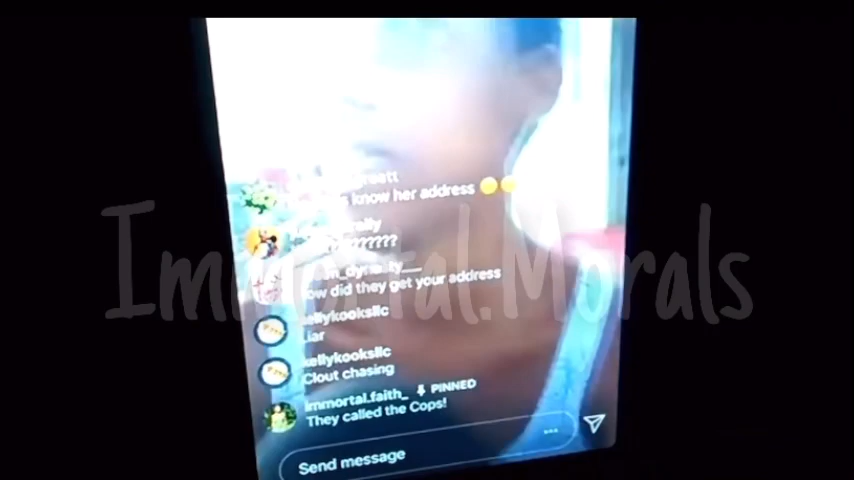 know her address
???????
How did they get your address
kellykooksllc
Liar
kellykooksllc
Clout chasing
immortal.faith_ PINNED
They called the Cops!
Send message
Immortal.Morals